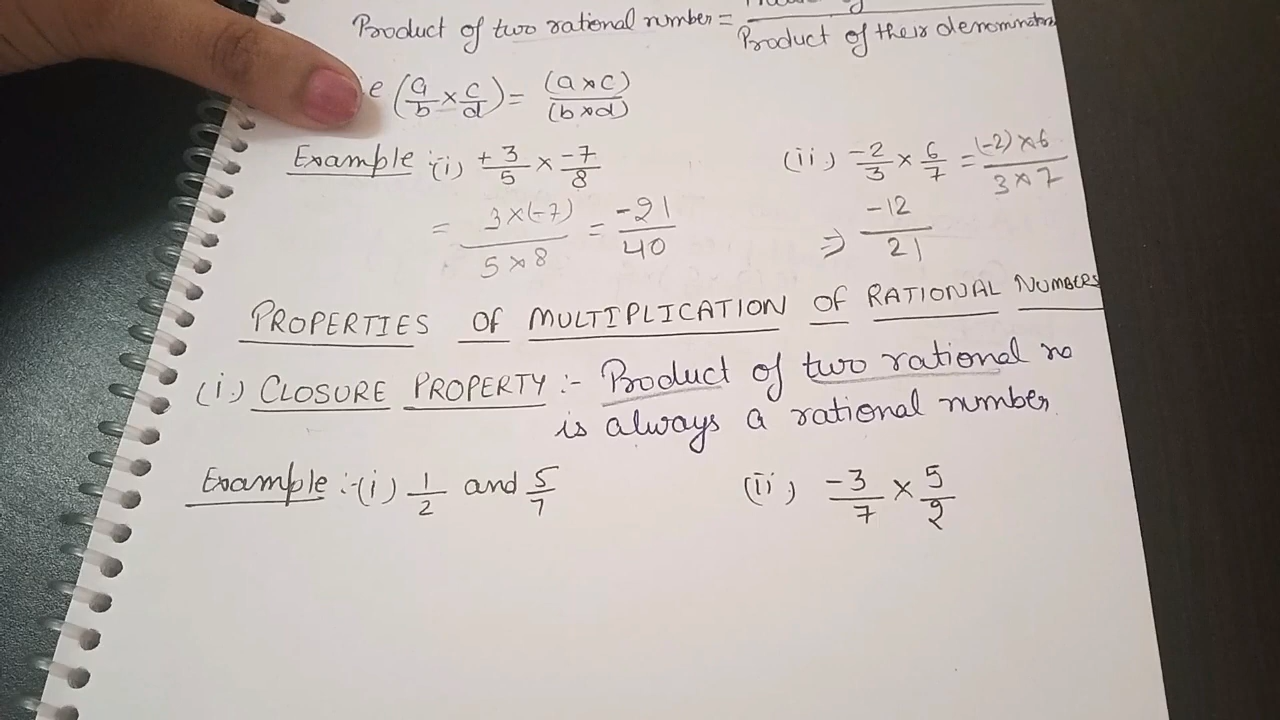 Product of two rational number =
Product of their denominators
e (a/b × c/d) = (a×c)/(b×d)
Example :(i) +3/5 × -7/8
= 3×(-7)/5×8 = -21/40
(ii) -2/3 × 6/7 = (-2)×6/3×7
⇒ -12/21
PROPERTIES OF MULTIPLICATION OF RATIONAL NUMBERS
(i) CLOSURE PROPERTY :- Product of two rational no
is always a rational number
Example :-(i) 1/2 and 5/7
(ii) -3/7 × 5/2